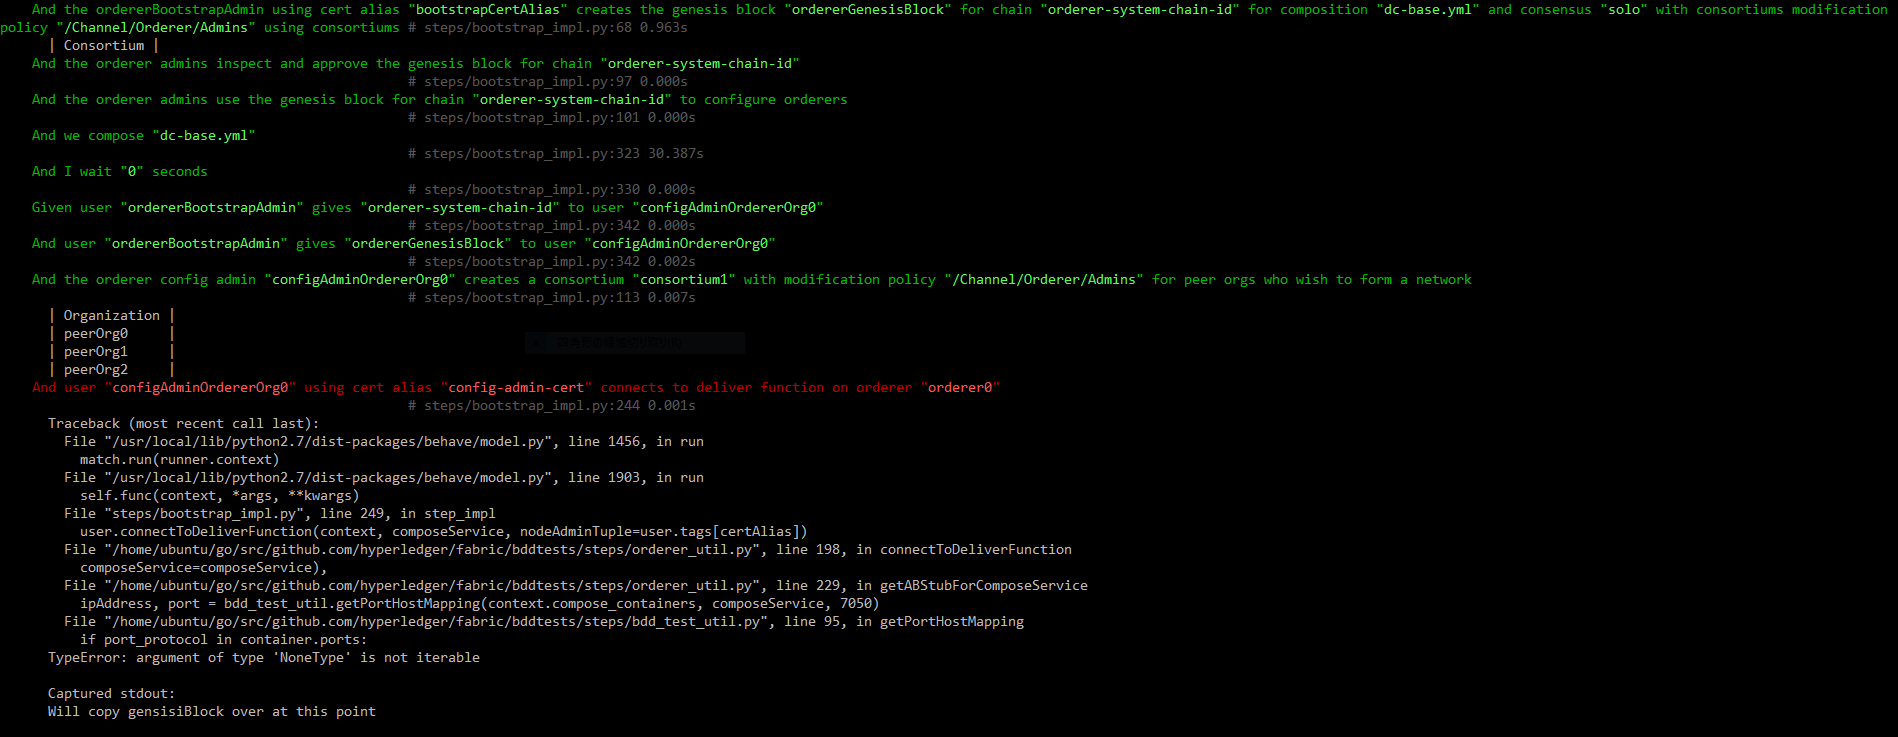 And the ordererBootstrapAdmin using cert alias "bootstrapCertAlias" creates the genesis block "ordererGenesisBlock" for chain "orderer-system-chain-id" for composition "dc-base.yml" and consensus "solo" with consortiums modification
policy "/Channel/Orderer/Admins" using consortiums # steps/bootstrap_impl.py:68 0.963s
| Consortium |
And the orderer admins inspect and approve the genesis block for chain "orderer-system-chain-id"
# steps/bootstrap_impl.py:97 0.000s
And the orderer admins use the genesis block for chain "orderer-system-chain-id" to configure orderers
# steps/bootstrap_impl.py:101 0.000s
And we compose "dc-base.yml"
# steps/bootstrap_impl.py:323 30.387s
And I wait "0" seconds
# steps/bootstrap_impl.py:330 0.000s
Given user "ordererBootstrapAdmin" gives "orderer-system-chain-id" to user "configAdminOrdererOrg0"
# steps/bootstrap_impl.py:342 0.000s
And user "ordererBootstrapAdmin" gives "ordererGenesisBlock" to user "configAdminOrdererOrg0"
# steps/bootstrap_impl.py:342 0.002s
And the orderer config admin "configAdminOrdererOrg0" creates a consortium "consortium1" with modification policy "/Channel/Orderer/Admins" for peer orgs who wish to form a network
# steps/bootstrap_impl.py:113 0.007s
| Organization |
| peerOrg0 |
| peerOrg1 |
| peerOrg2 |
And user "configAdminOrdererOrg0" using cert alias "config-admin-cert" connects to deliver function on orderer "orderer0"
# steps/bootstrap_impl.py:244 0.001s
Traceback (most recent call last):
File "/usr/local/lib/python2.7/dist-packages/behave/model.py", line 1456, in run
match.run(runner.context)
File "/usr/local/lib/python2.7/dist-packages/behave/model.py", line 1903, in run
self.func(context, *args, **kwargs)
File "steps/bootstrap_impl.py", line 249, in step_impl
user.connectToDeliverFunction(context, composeService, nodeAdminTuple=user.tags[certAlias])
File "/home/ubuntu/go/src/github.com/hyperledger/fabric/bddtests/steps/orderer_util.py", line 198, in connectToDeliverFunction
composeService=composeService),
File "/home/ubuntu/go/src/github.com/hyperledger/fabric/bddtests/steps/orderer_util.py", line 229, in getABStubForComposeService
ipAddress, port = bdd_test_util.getPortHostMapping(context.compose_containers, composeService, 7050)
File "/home/ubuntu/go/src/github.com/hyperledger/fabric/bddtests/steps/bdd_test_util.py", line 95, in getPortHostMapping
if port_protocol in container.ports:
TypeError: argument of type 'NoneType' is not iterable
Captured stdout:
Will copy gensisiBlock over at this point